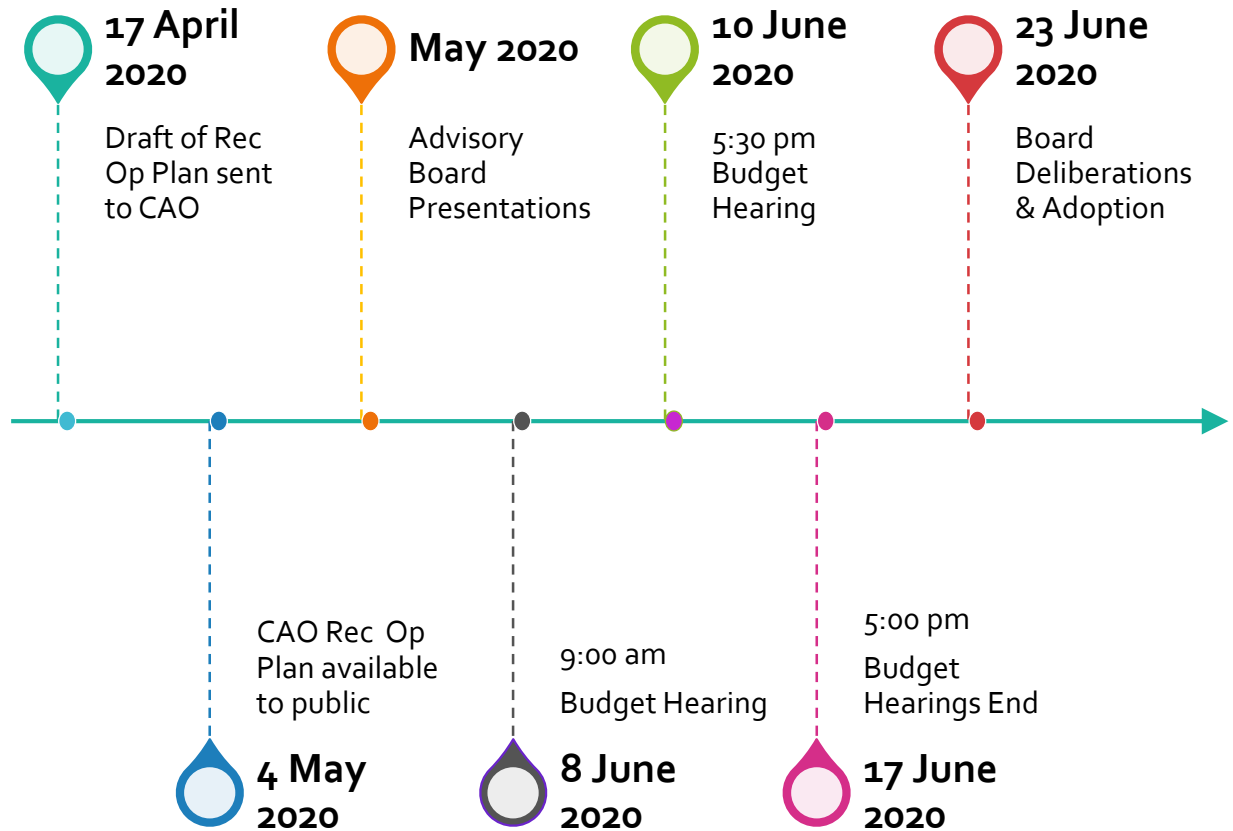 17 April
2020
Draft of Rec
Op Plan sent
to CAO
May 2020
Advisory
Board
Presentations
10 June
2020
5:30 pm
Budget
Hearing
23 June
2020
Board
Deliberations
& Adoption
CAO Rec  Op
Plan available
to public
4 May
2020
9:00 am
Budget Hearing
8 June
2020
5:00 pm
Budget
Hearings End
17 June
2020